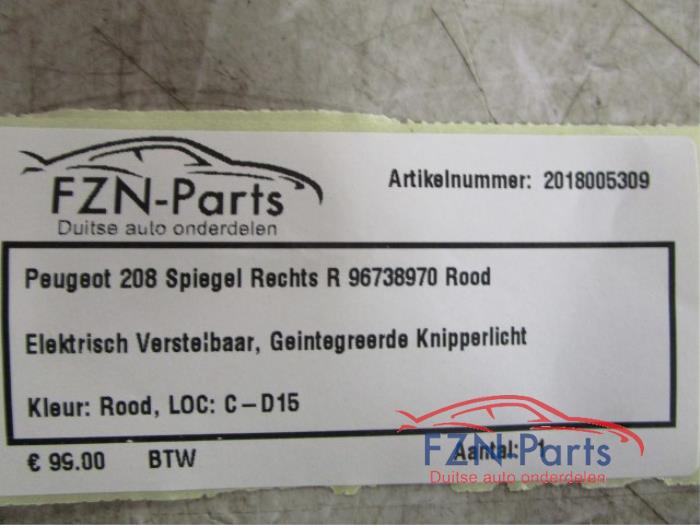 FZN-Parts
Duitse auto onderdelen
Artikelnummer: 2018005309
Peugeot 208 Spiegel Rechts R 96738970 Rood
Elektrisch Verstelbaar, Geintegreerde Knipperlicht
Kleur: Rood, LOC: C-D15
€ 99.00 BTW Aantal: 1
FZN-Parts
Duitse auto onderdelen